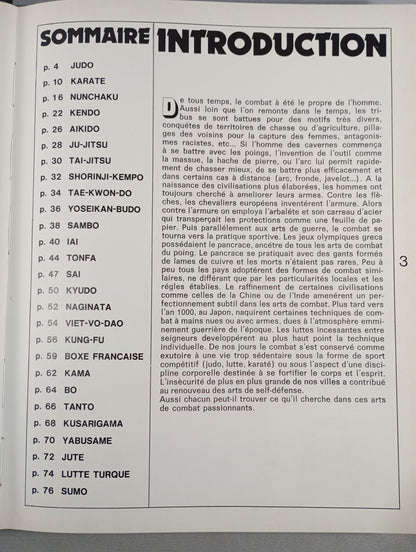 SOMMAIRE
p. 4 JUDO
p. 10 KARATE
p. 16 NUNCHAKU
p. 22 KENDO
p. 26 AIKIDO
p. 28 JU-JITSU
p. 30 TAI-JITSU
p. 32 SHORINJI-KEMPO
p. 34 TAE-KWON-DO
p. 36 YOSEIKAN-BUDO
p. 38 SAMBO
p. 40 IAI
p. 44 TONFA
p. 47 SAI
p. 50 KYUDO
p. 52 NAGINATA
p. 54 VIET-VO-DAO
p. 56 KUNG-FU
p. 59 BOXE FRANCAISE
p. 62 KAMA
p. 64 BO
p. 66 TANTO
p. 68 KUSARIGAMA
p. 70 YABUSAME
p. 72 JUTE
p. 74 LUTTE TURQUE
p. 76 SUMO
INTRODUCTION
De tous temps, le combat à été le propre de l'homme.
Aussi loin que l'on remonte dans le temps, les tri-
bus se sont battues pour des motifs très divers,
conquêtes de territoires de chasse ou d'agriculture, pilla-
ges des voisins pour la capture des femmes, antagonis-
mes racistes, etc... Si l'homme des cavernes commença
à se battre avec les poings, l'invention de l'outil comme
la massue, la hache de pierre, ou l'arc lui permit rapide-
ment de chasser mieux, de se battre plus efficacement et
dans certains cas à distance (arc, fronde, javelot...) A la
naissance des civilisations plus élaborées, les hommes ont
toujours cherché à améliorer leurs armes. Contre les flè-
ches, les chevaliers européens inventèrent l'armure. Alors
contre l'armure on employa l'arbalète et son carreau d'acier
qui transperçait les protections comme une feuille de pa-
pier. Puis parallélement aux arts de guerre, le combat se
tourna vers la pratique sportive. Les jeux olympiques grecs
possédaient le pancrace, ancétre de tous les arts de combat
du poing. Le pancrace se pratiquait avec des gants formés
de lames de cuivre et les morts n'étaient pas rares. Peu à
peu tous les pays adoptérent des formes de combat simi-
laires, ne différant que par les particularités locales et les
régles établies. Le raffinement de certaines civilisations
comme celles de la Chine ou de l'Inde amenérent un per-
fectionnement subtil dans les arts de combat. Plus tard vers
l'an 1000, au Japon, naquirent certaines techniques de com-
bat à mains nues ou avec armes, dues à l'atmosphére emmi-
nement guerrière de l'époque. Les luttes incessantes entre
seigneurs developpérent au plus haut point la technique
individuelle. De nos jours le combat s'est conservé comme
exutoire à une vie trop sédentaire sous la forme de sport
compétitif (judo, lutte, karaté) ou sous l'aspect d'une disci-
pline corporelle destinée à se fortifier le corps et l'esprit.
L'insècurité de plus en plus grande de nos villes a contribué
au renouveau des arts de self-défense.
Aussi chacun peut-il trouver ce qu'il cherche dans ces arts
de combat passionnants.
3